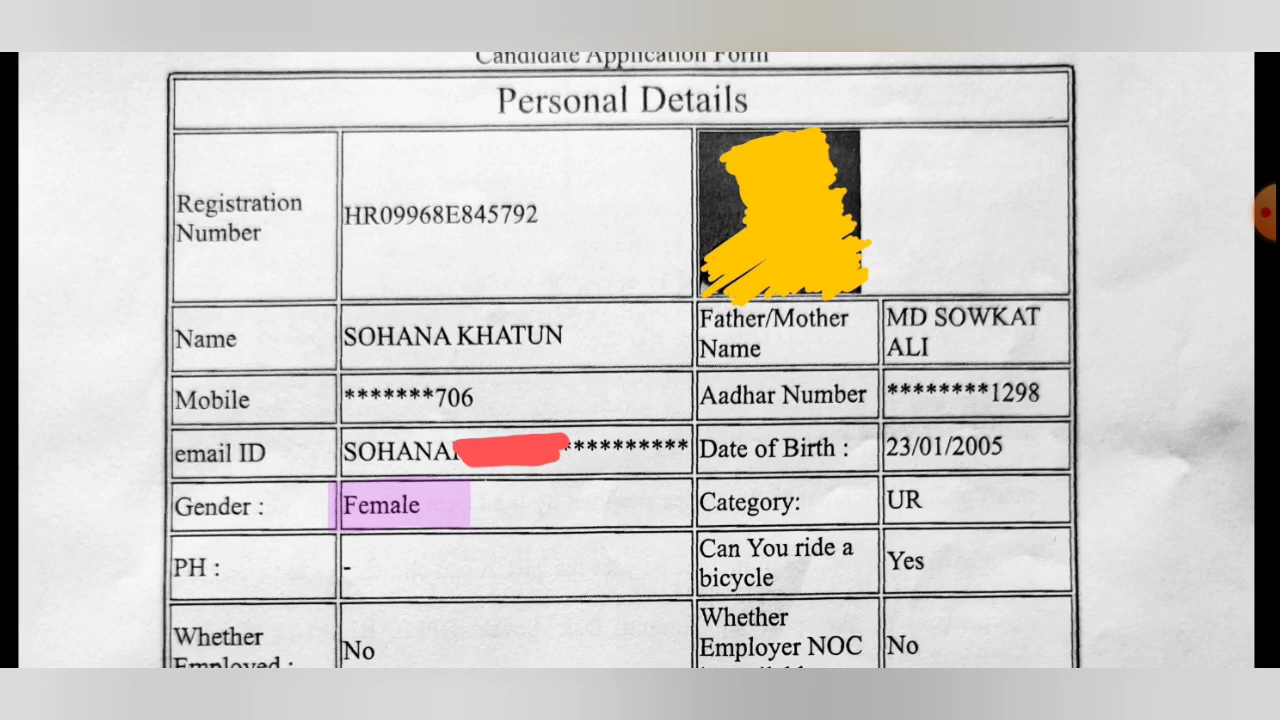 Candidate Application Form
Personal Details
Registration
Number
HR09968E845792
Name
SOHANA KHATUN
Father/Mother
Name
MD SOWKAT
ALI
Mobile
*******706
Aadhar Number
********1298
email ID
SOHANA
**********
Date of Birth :
23/01/2005
Gender :
Female
Category:
UR
PH :
-
Can You ride a
bicycle
Yes
Whether
Employed :
No
Whether
Employer NOC
No